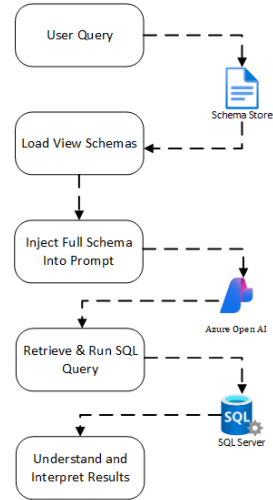 User Query
Schema Store
Load View Schemas
Inject Full Schema
Into Prompt
Azure Open AI
Retrieve & Run SQL
Query
SQL
SQL Server
Understand and
Interpret Results